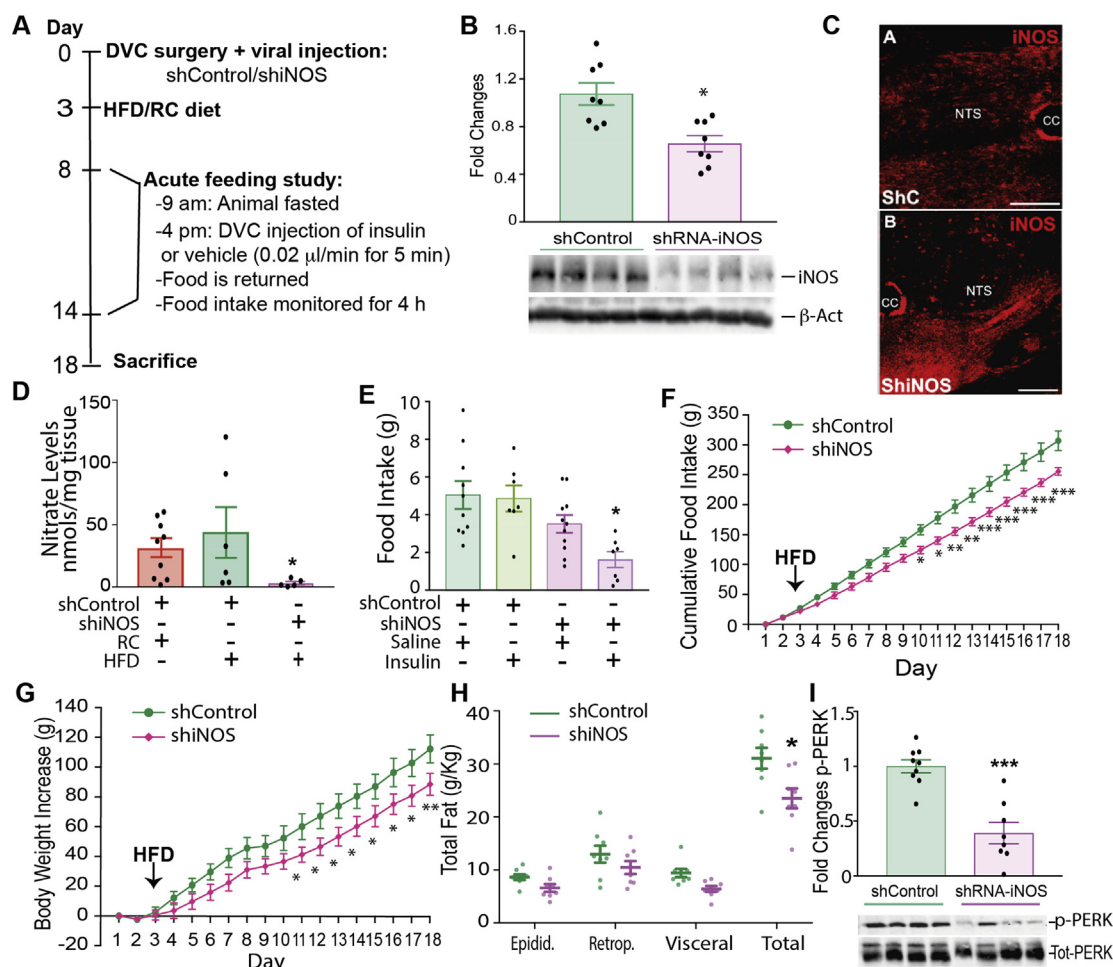 A
Day
0
DVC surgery + viral injection:
shControl/shiNOS
3
HFD/RC diet
8
Acute feeding study:
-9 am: Animal fasted
-4 pm: DVC injection of insulin
or vehicle (0.02 μl/min for 5 min)
-Food is returned
-Food intake monitored for 4 h
14
Sacrifice
18
B
Fold Changes
1.6
1.2
0.8
0.4
0
*
shControl shRNA-iNOS
iNOS
β-Act
C
A
iNOS
NTS
CC
ShC
B
iNOS
CC
NTS
ShiNOS
D
Nitrate Levels
nmols/mg tissue
150
100
50
0
*
shControl + + -
shiNOS - - +
RC + - -
HFD - + +
E
Food Intake (g)
10
8
6
4
2
0
*
shControl + + - -
shiNOS - - + +
Saline + - + -
Insulin - + - +
F
Cumulative Food Intake (g)
350
300
250
200
150
100
50
0
shControl
shiNOS
HFD
* * ** ** *** *** *** *** ***
1 2 3 4 5 6 7 8 9 10 11 12 13 14 15 16 17 18
Day
G
Body Weight Increase (g)
140
120
100
80
60
40
20
0
-20
shControl
shiNOS
HFD
* * * * * * * **
1 2 3 4 5 6 7 8 9 10 11 12 13 14 15 16 17 18
Day
H
Total Fat (g/Kg)
40
30
20
10
0
shControl
shiNOS
*
Epidid. Retrop. Visceral Total
I
Fold Changes p-PERK
1.5
1
0.5
0
***
shControl shRNA-iNOS
-p-PERK
-Tot-PERK